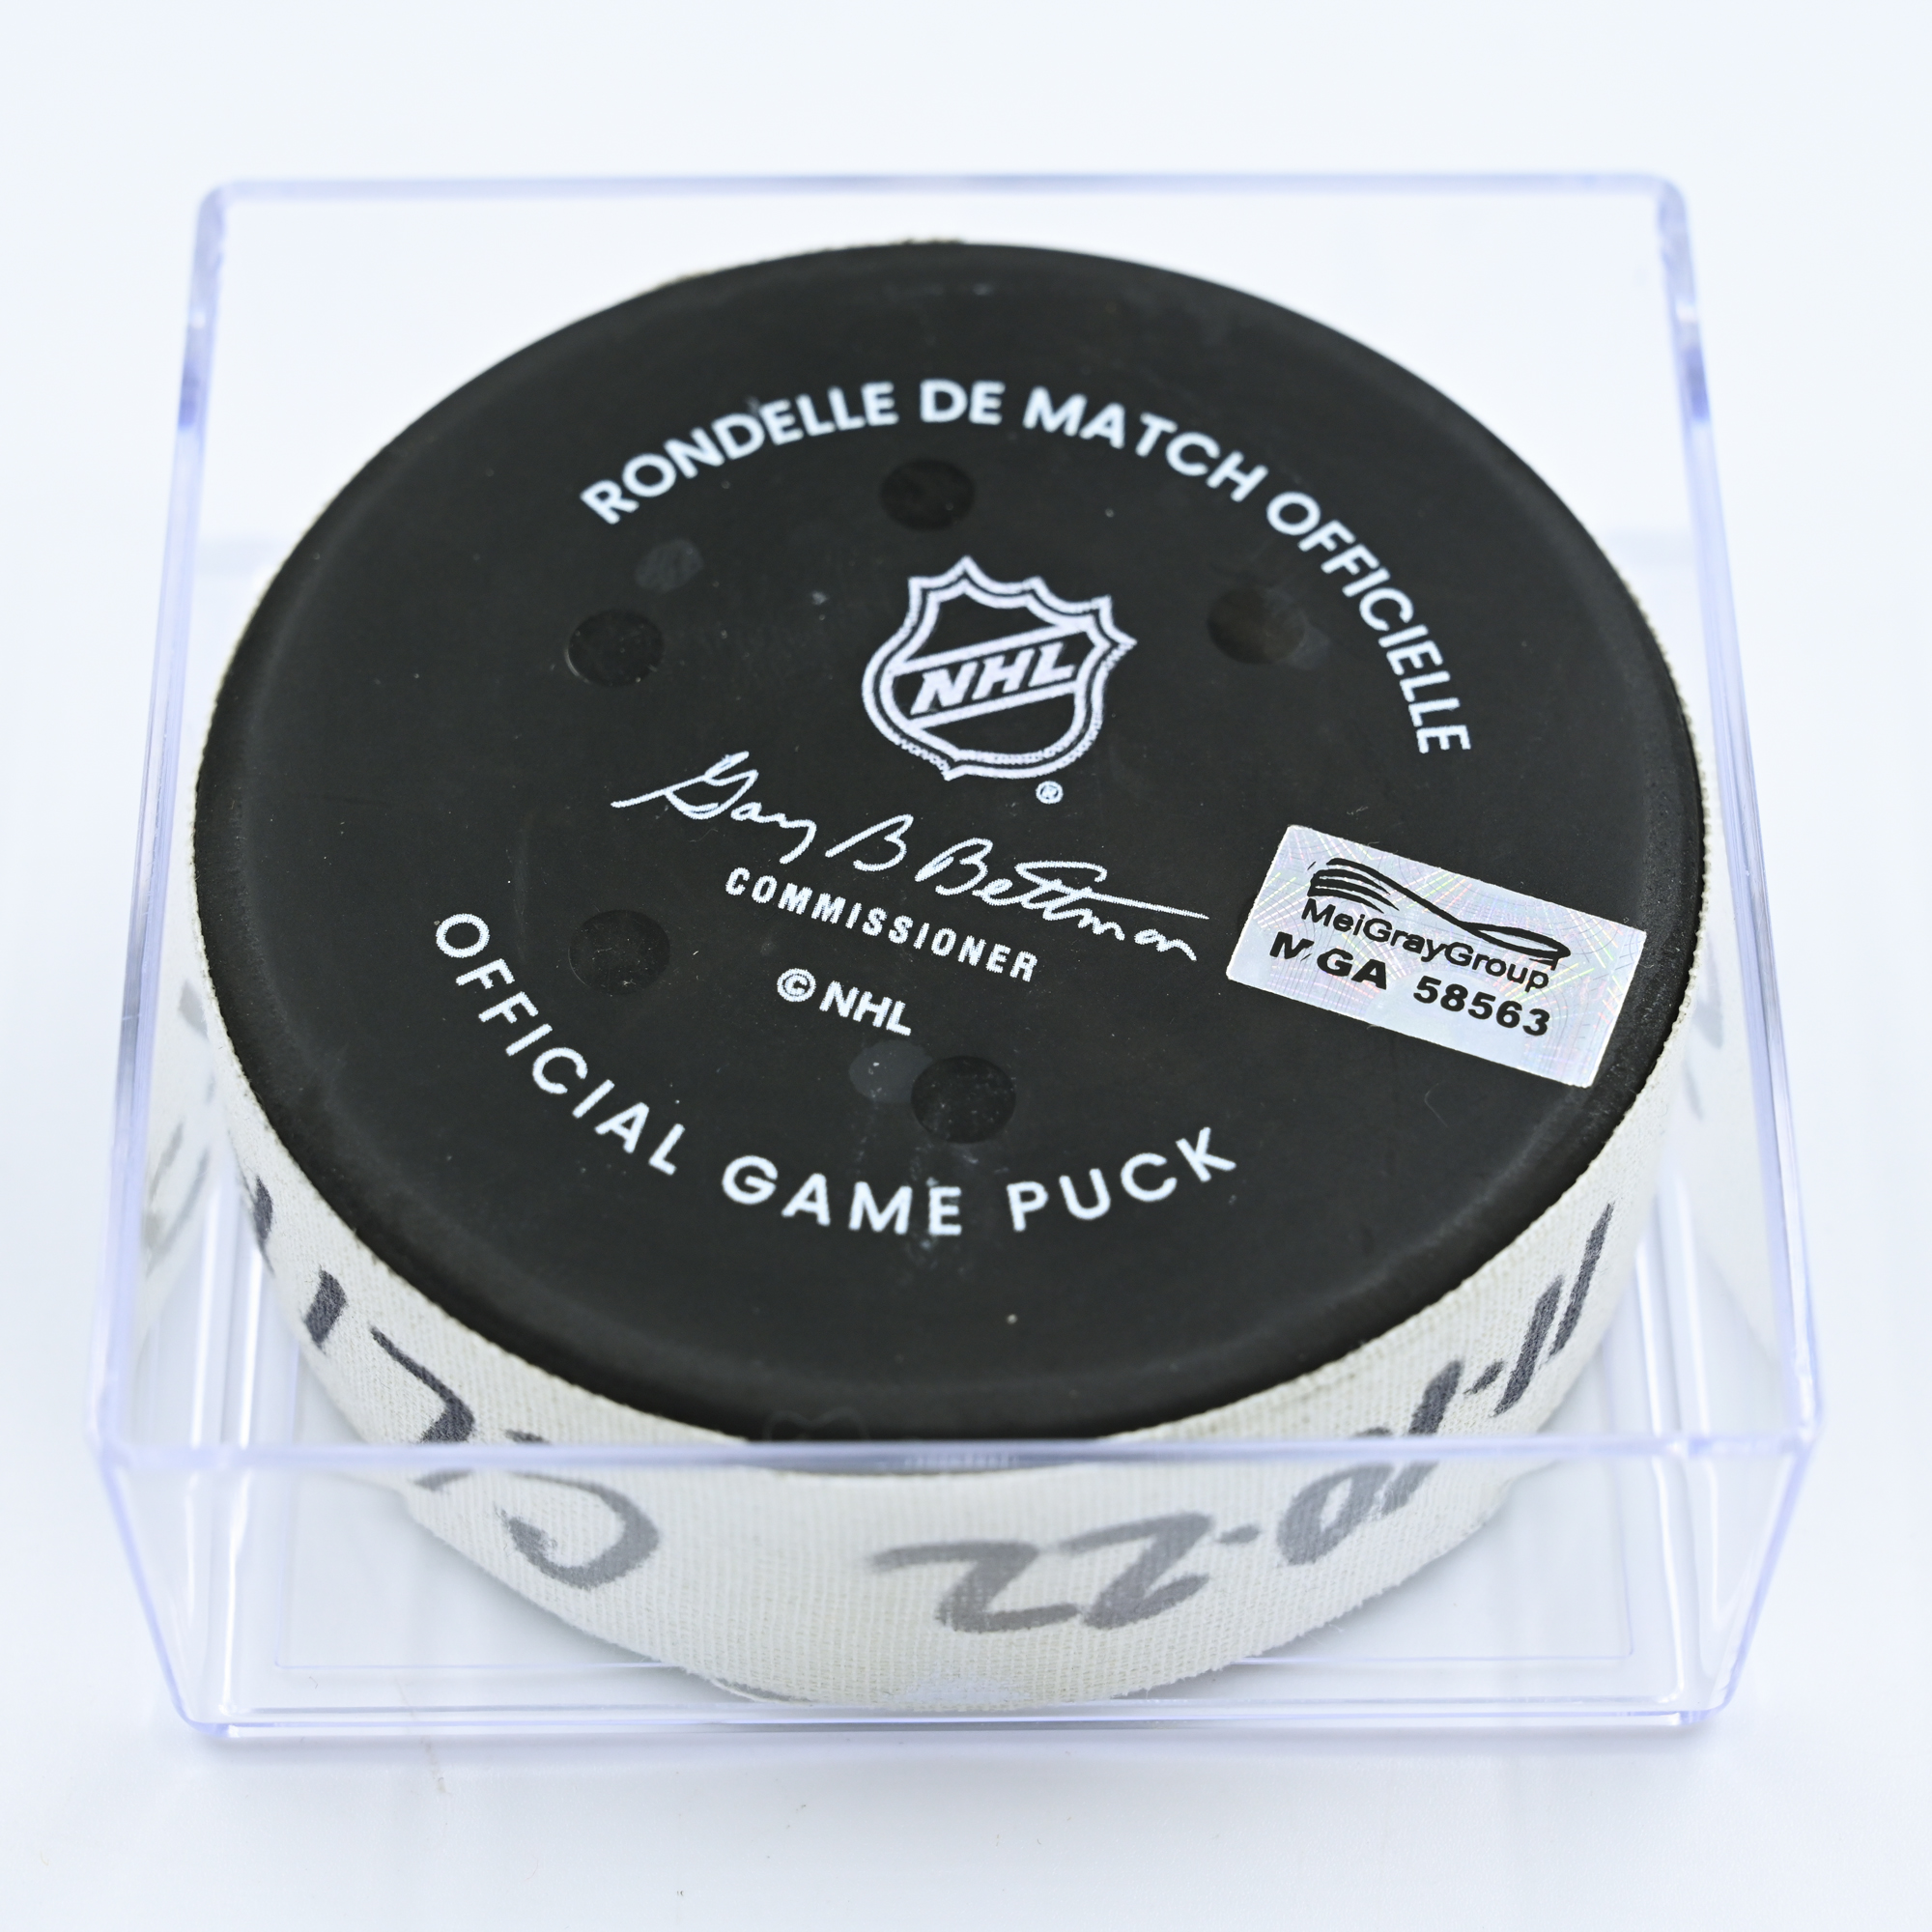 RONDELLE DE MATCH OFFICIELLE
NHL
®
Gary B Bettman
COMMISSIONER
© NHL
OFFICIAL GAME PUCK
MeiGrayGroup
MGA 58563